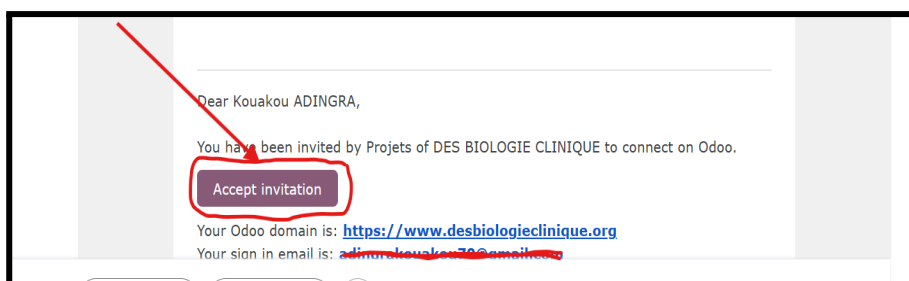 Dear Kouakou ADINGRA,
You have been invited by Projets of DES BIOLOGIE CLINIQUE to connect on Odoo.
Accept invitation
Your Odoo domain is: https://www.desbiologieclinique.org
Your sign in email is: